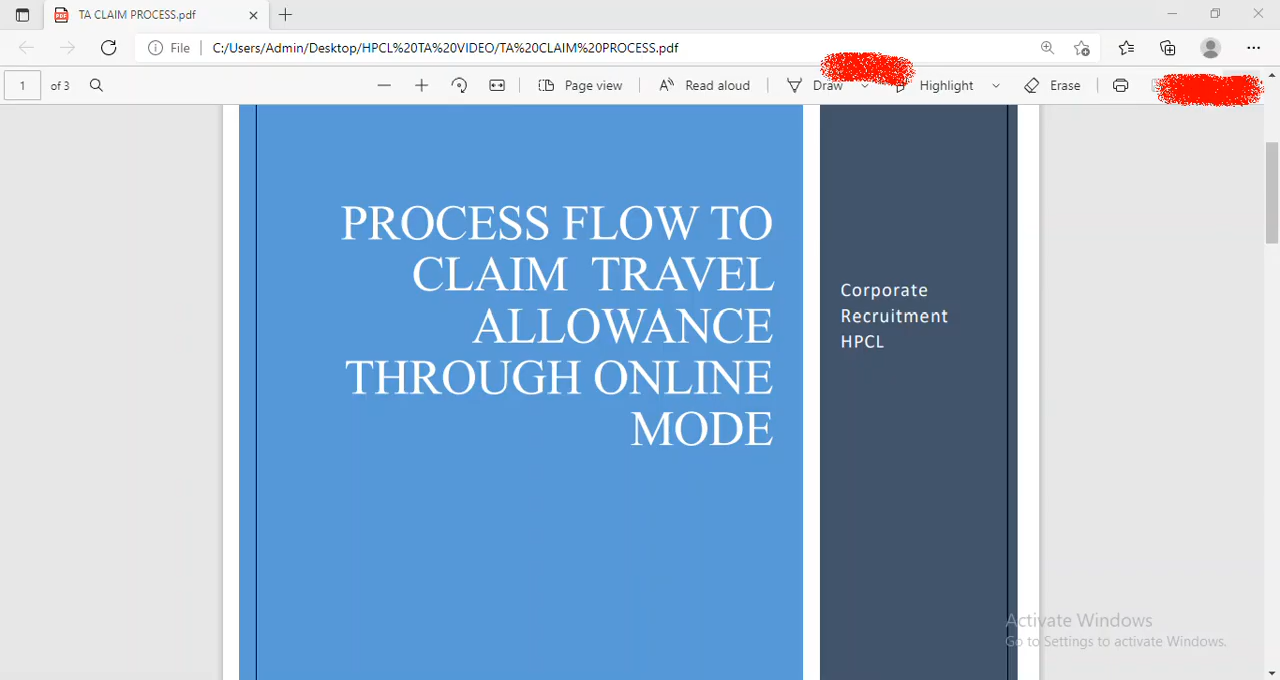 TA CLAIM PROCESS.pdf
File C:/Users/Admin/Desktop/HPCL%20TA%20VIDEO/TA%20CLAIM%20PROCESS.pdf
1 of 3 Page view Read aloud Draw Highlight Erase
PROCESS FLOW TO
CLAIM TRAVEL
ALLOWANCE
THROUGH ONLINE
MODE
Corporate
Recruitment
HPCL
Activate Windows
Go to Settings to activate Windows.